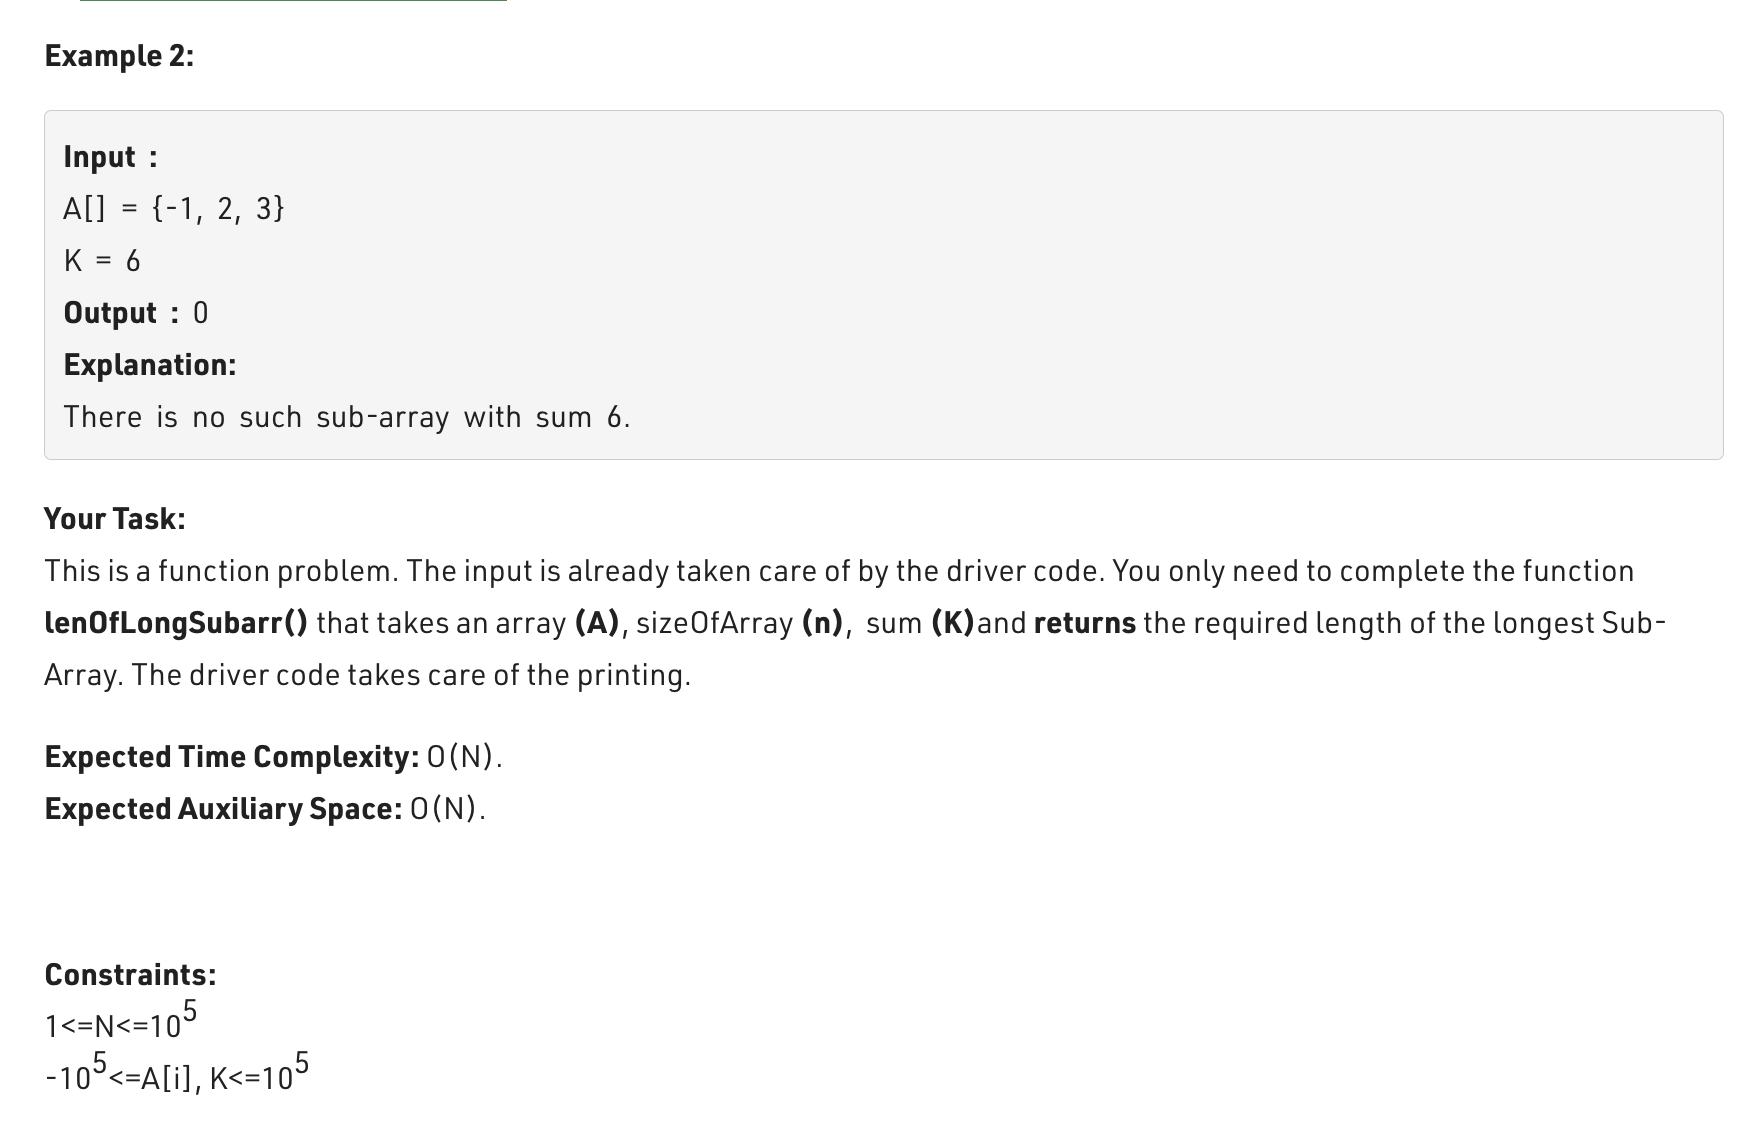 Example 2:
Input :
A[] = {-1, 2, 3}
K = 6
Output : 0
Explanation:
There is no such sub-array with sum 6.
Your Task:
This is a function problem. The input is already taken care of by the driver code. You only need to complete the function
lenOfLongSubarr() that takes an array (A), sizeOfArray (n), sum (K)and returns the required length of the longest Sub-
Array. The driver code takes care of the printing.
Expected Time Complexity: O(N).
Expected Auxiliary Space: O(N).
Constraints:
1<=N<=10^5
-10^5<=A[i], K<=10^5